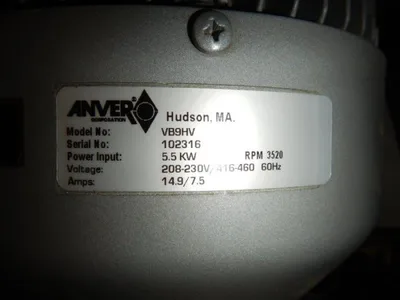 ANVER
CORPORATION
Hudson, MA.
Model No: VB9HV
Serial No: 102316
Power Input: 5.5 KW RPM 3520
Voltage: 208-230V/416-460 60Hz
Amps: 14.9/7.5